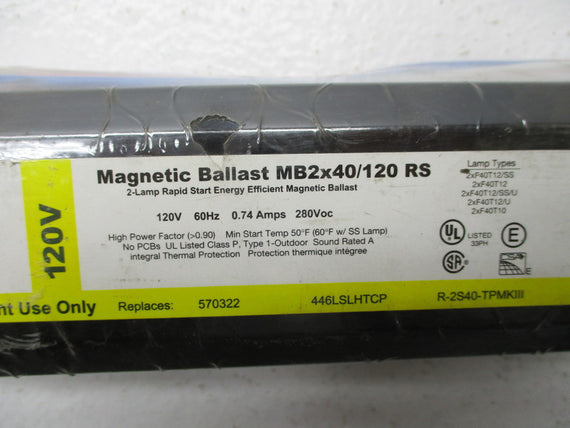 120V
Magnetic Ballast MB2x40/120 RS
2-Lamp Rapid Start Energy Efficient Magnetic Ballast
120V 60Hz 0.74 Amps 280Voc
High Power Factor (>0.90) Min Start Temp 50°F (60°F w/ SS Lamp)
No PCBs UL Listed Class P, Type 1-Outdoor Sound Rated A
integral Thermal Protection Protection thermique intégree
Lamp Types
2xF40T12/SS
2xF40T12
2xF40T12/SS/U
2xF40T12/U
2xF40T10
UL LISTED
33PH
E
SA
E
nt Use Only Replaces: 570322 446LSLHTCP R-2S40-TPMKIII